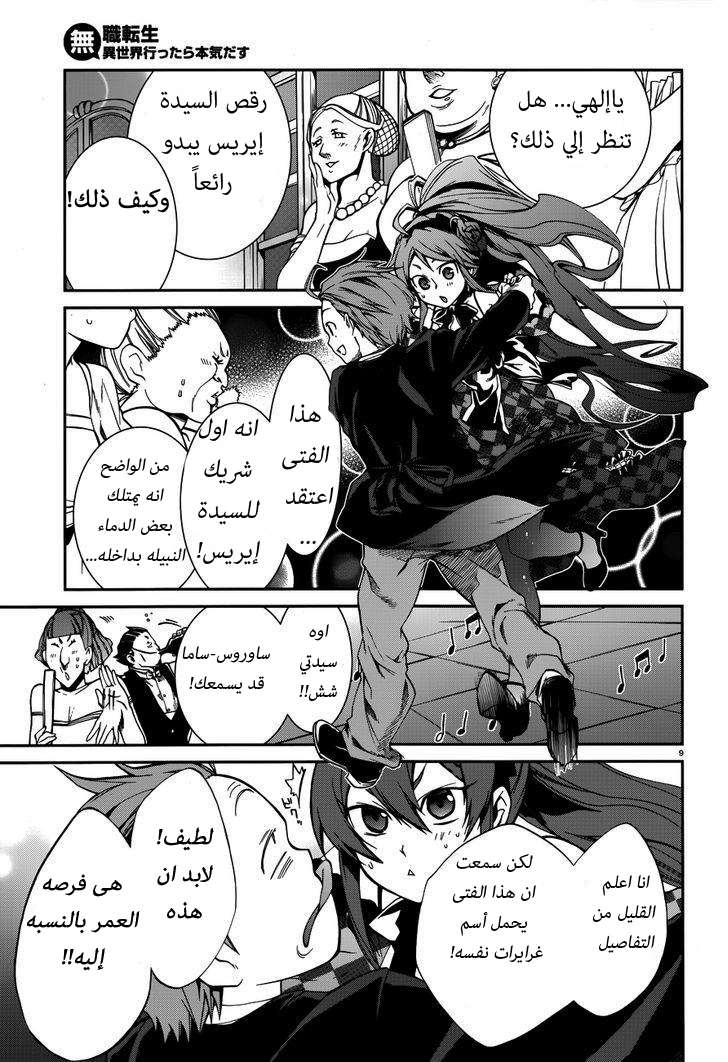 無職転生
異世界行ったら本気だす
ياإلهي... هل
تنظر إلي ذلك؟
رقص السيدة
إيريس يبدو
رائعاً
وكيف ذلك!
هذا
الفتى
اعتقد
...
انه اول
شريك
للسيدة
إيريس!
من الواضح
انه يمتلك
بعض الدماء
النبيله بداخله...
اوه
سيدتي
شش!!
ساوروس-ساما
قد يسمعك!
9
انا اعلم
القليل من
التفاصيل
لكن سمعت
ان هذا الفتى
يحمل أسم
غرايرات نفسه!
لطيف!
لابد ان
هذه
هى فرصه
العمر بالنسبه
إليه!!